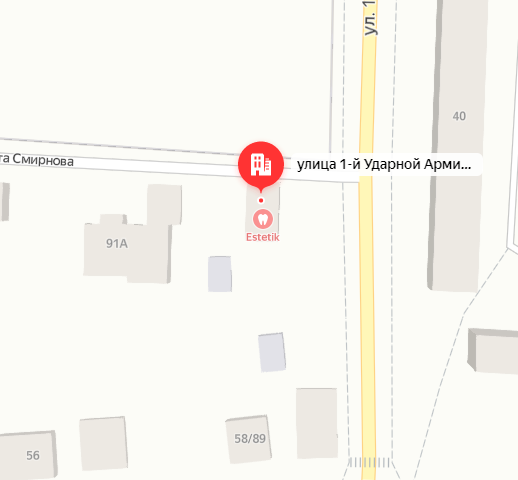 ул. 1
40
та Смирнова
улица 1-й Ударной Арми...
Estetik
91А
58/89
56